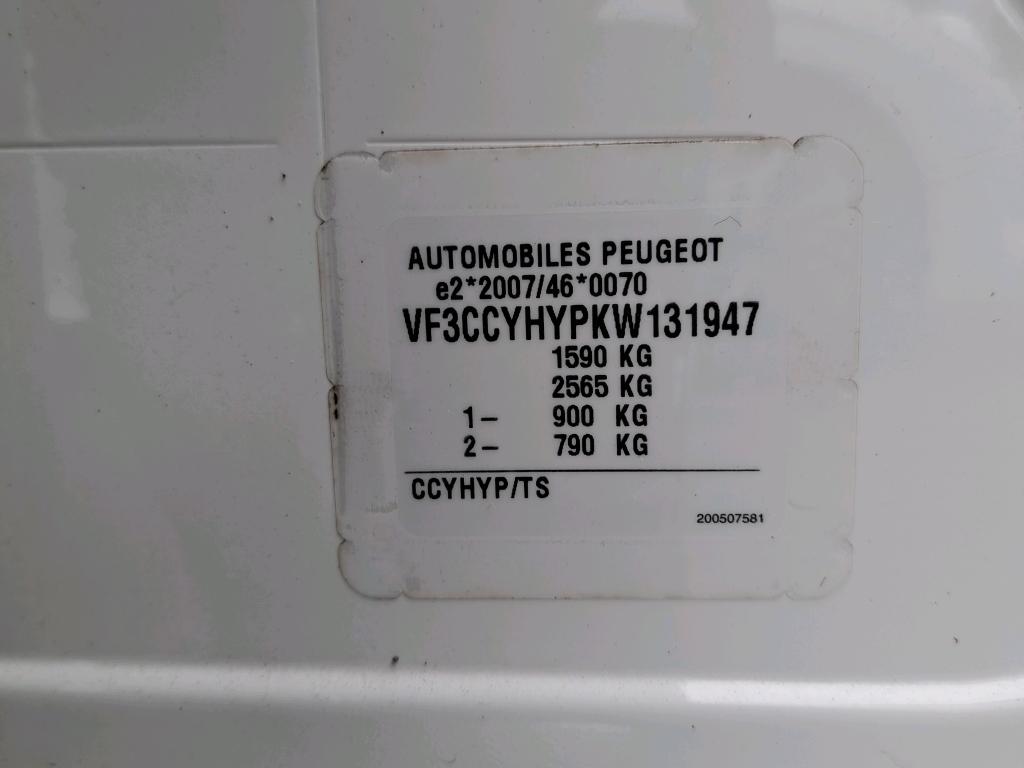 AUTOMOBILES PEUGEOT
e2*2007/46*0070
VF3CCYHYPKW131947
1590 KG
2565 KG
1- 900 KG
2- 790 KG
CCYHYP/TS
200507581